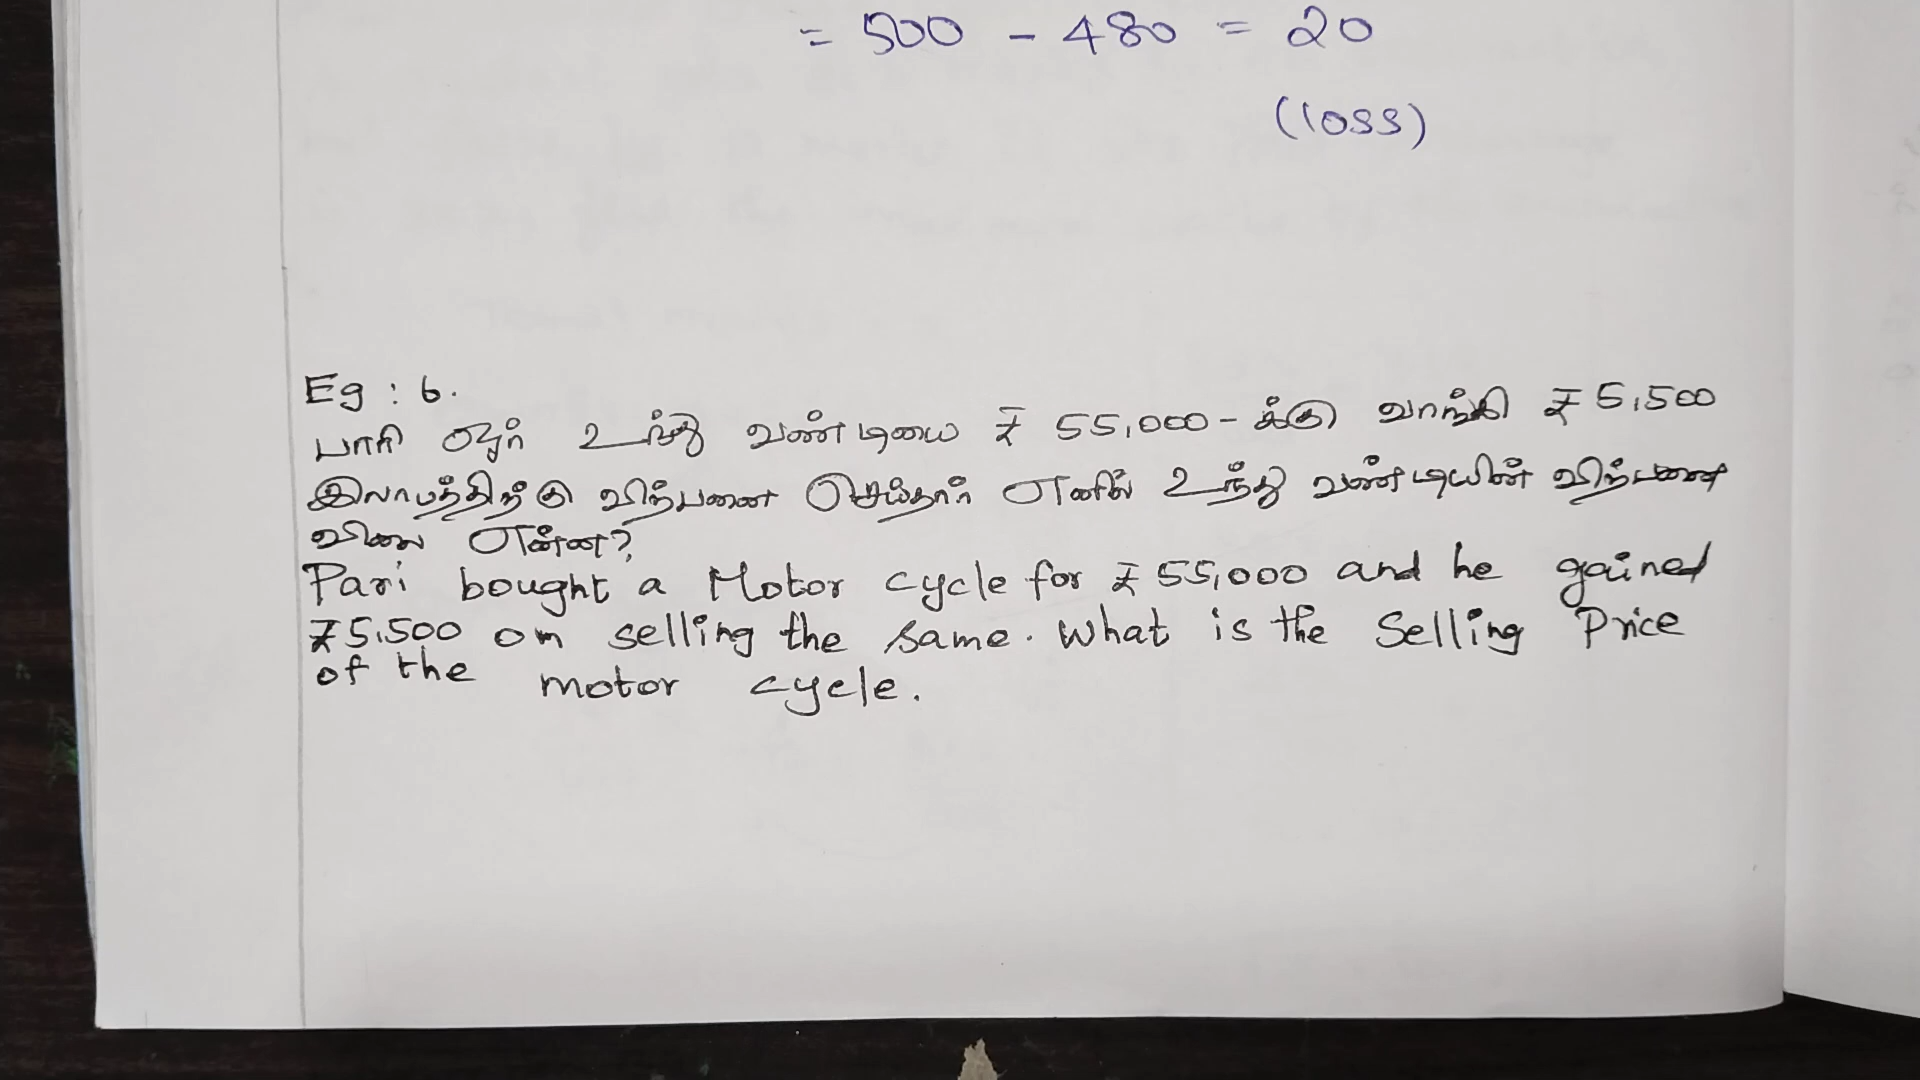 = 500 - 480 = 20
(loss)
Eg : 6.
பாரி ஓர் உந்து வண்டியை ₹ 55,000-க்கு வாங்கி ₹ 5,500
இலாபத்திற்கு விற்பனை செய்தார் எனில் உந்து வண்டியின் விற்பனை
விலை என்ன?
Pari bought a Motor cycle for ₹ 55,000 and he gained
₹5,500 on selling the same. What is the Selling Price
of the motor cycle.